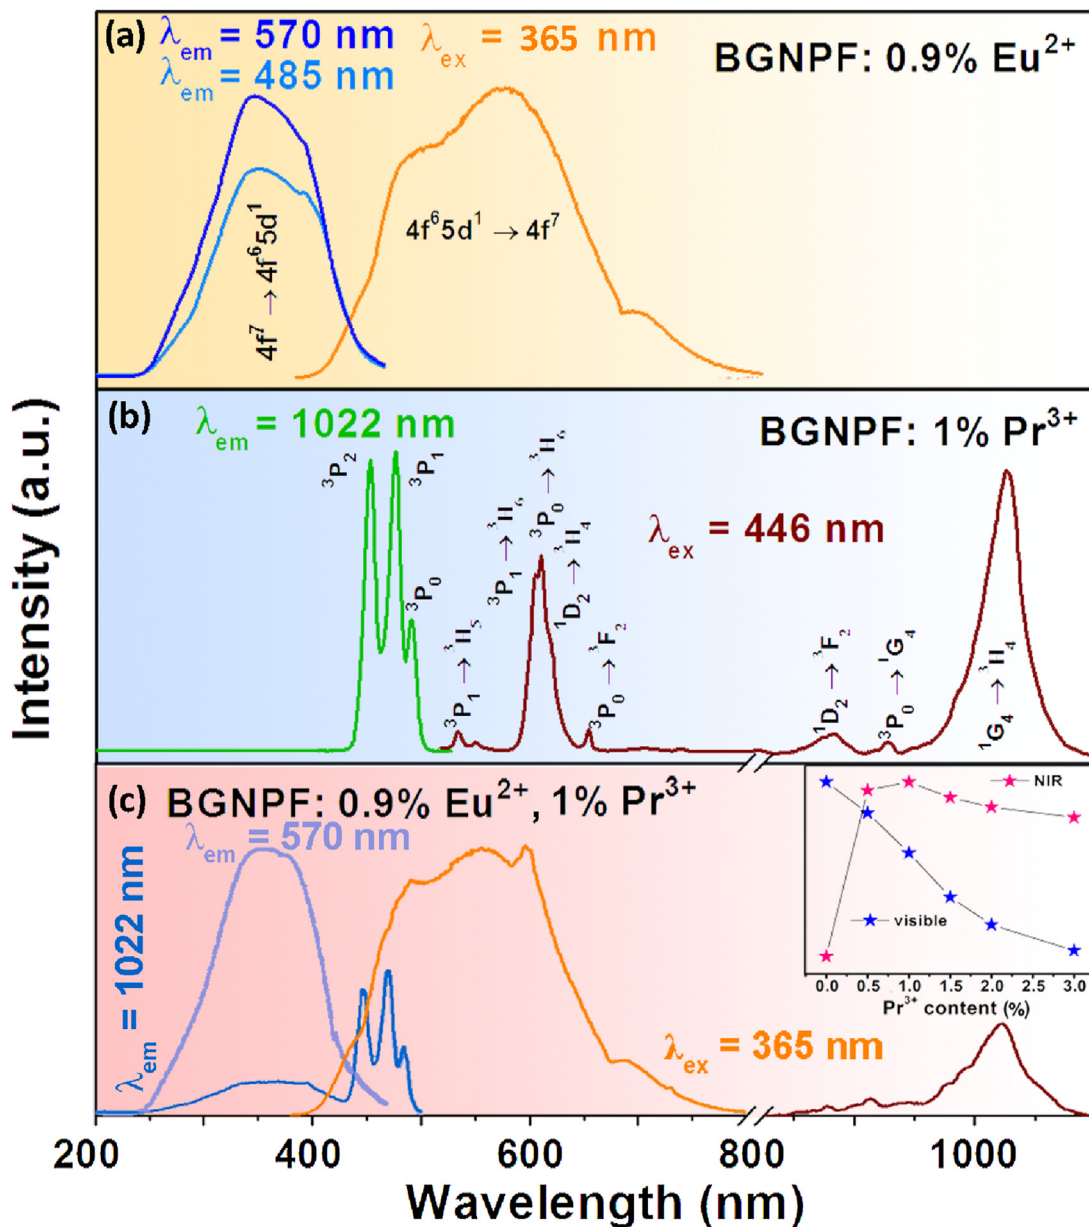 Intensity (a.u.)
(a) λem = 570 nm
λem = 485 nm
λex = 365 nm
BGNPF: 0.9% Eu²⁺
4f⁷ → 4f⁶5d¹
4f⁶5d¹ → 4f⁷
(b) λem = 1022 nm
BGNPF: 1% Pr³⁺
λex = 446 nm
³P₂
³P₁
³P₀
³P₁ → ³H₅
³P₁ → ³H₆
³P₀ → ³H₆
¹D₂ → ³H₄
³P₀ → ³F₂
¹D₂ → ³F₂
³P₀ → ¹G₄
¹G₄ → ³H₄
(c) BGNPF: 0.9% Eu²⁺, 1% Pr³⁺
λem = 570 nm
λem = 1022 nm
λex = 365 nm
NIR
visible
0.0 0.5 1.0 1.5 2.0 2.5 3.0
Pr³⁺ content (%)
200 400 600 800 1000
Wavelength (nm)